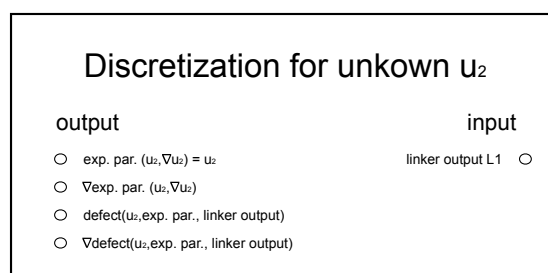 Discretization for unkown u₂
output
input
exp. par. (u₂,∇u₂) = u₂
linker output L1
∇exp. par. (u₂,∇u₂)
defect(u₂,exp. par., linker output)
∇defect(u₂,exp. par., linker output)